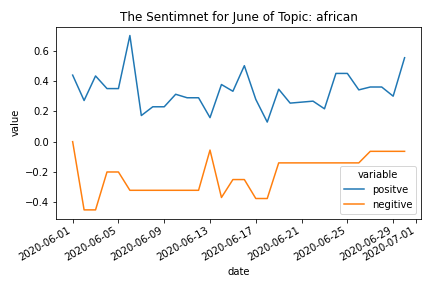 The Sentimnet for June of Topic: african
value
0.6
0.4
0.2
0.0
−0.2
−0.4
variable
positve
negitive
2020-06-01
2020-06-05
2020-06-09
2020-06-13
2020-06-17
2020-06-21
2020-06-25
2020-06-29
2020-07-01
date